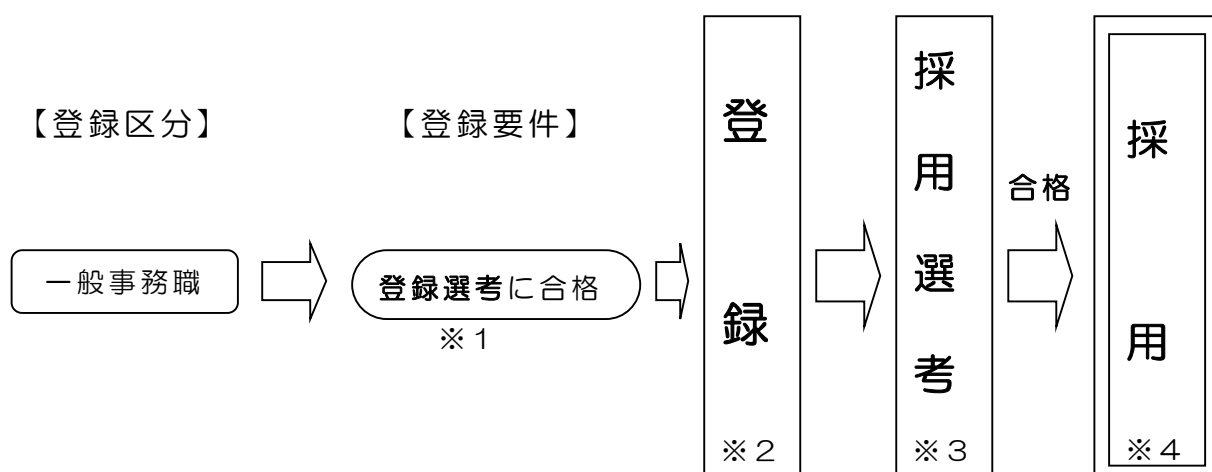 【登録区分】
一般事務職
【登録要件】
登録選考に合格
※1
登録
※2
採用選考
※3
合格
採用
※4